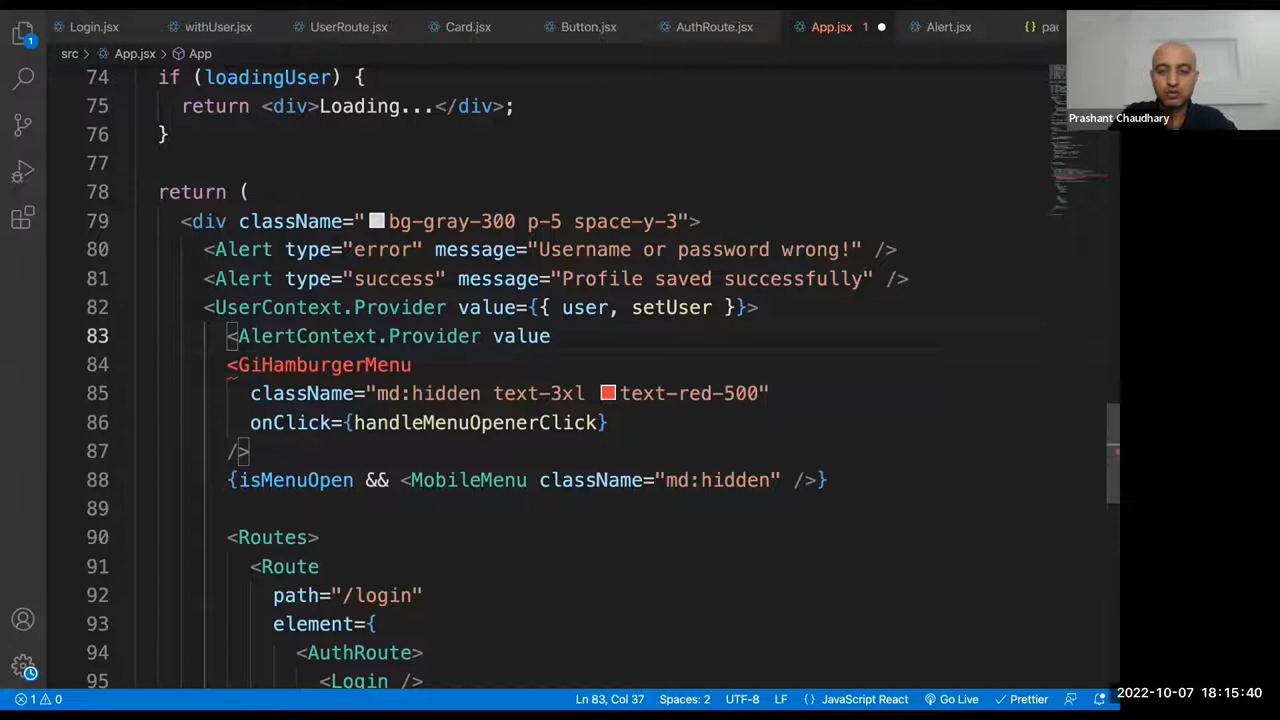 Login.jsx withUser.jsx UserRoute.jsx Card.jsx Button.jsx AuthRoute.jsx App.jsx 1 Alert.jsx {} pac
src > App.jsx > App
74 if (loadingUser) {
75 return <div>Loading...</div>;
76 }
77
78 return (
79 <div className="bg-gray-300 p-5 space-y-3">
80 <Alert type="error" message="Username or password wrong!" />
81 <Alert type="success" message="Profile saved successfully" />
82 <UserContext.Provider value={{ user, setUser }}>
83 <AlertContext.Provider value
84 <GiHamburgerMenu
85 className="md:hidden text-3xl text-red-500"
86 onClick={handleMenuOpenerClick}
87 />
88 {isMenuOpen && <MobileMenu className="md:hidden" />}
89
90 <Routes>
91 <Route
92 path="/login"
93 element={
94 <AuthRoute>
95 <Login />
Prashant Chaudhary
1
1 0 Ln 83, Col 37 Spaces: 2 UTF-8 LF {} JavaScript React Go Live Prettier
2022-10-07 18:15:40